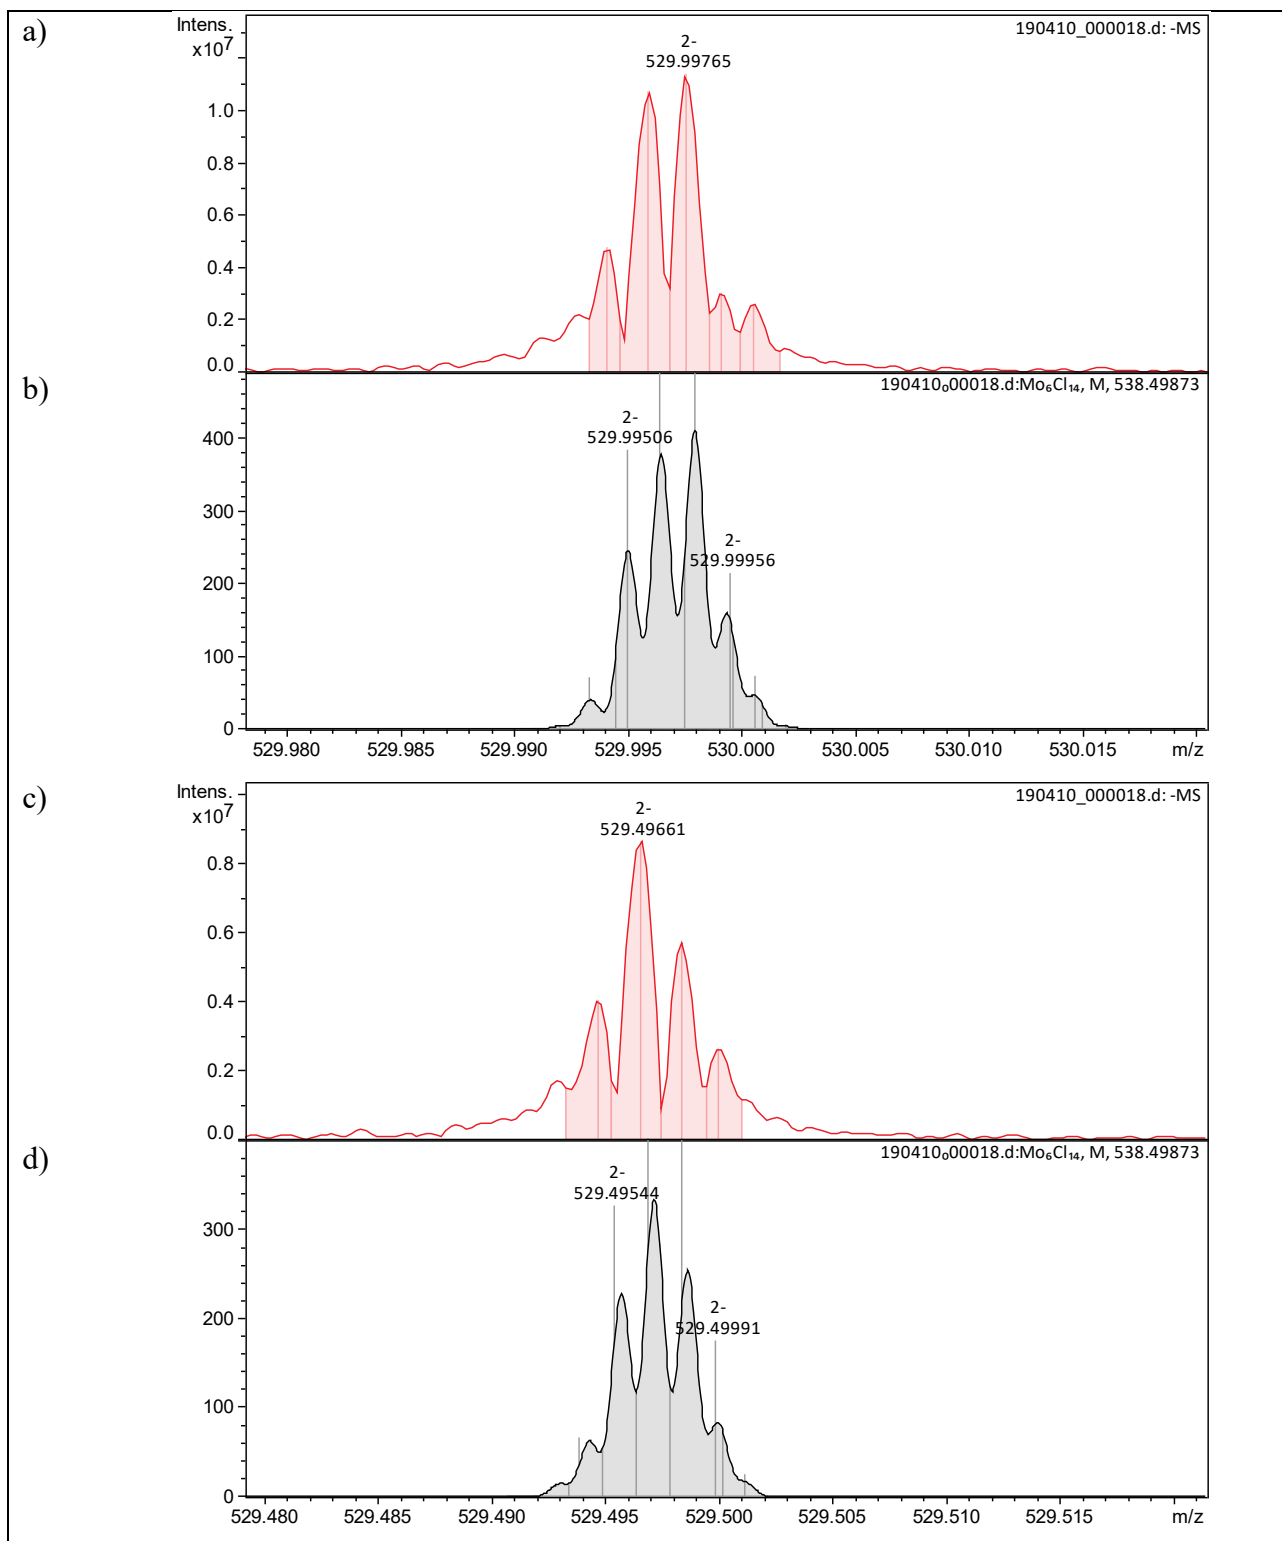 a)
Intens.
x10⁷
190410_000018.d: -MS
2-
529.99765
1.0
0.8
0.6
0.4
0.2
0.0
b)
190410₀00018.d:Mo₆Cl₁₄, M, 538.49873
2-
529.99506
2-
529.99956
400
300
200
100
0
529.980 529.985 529.990 529.995 530.000 530.005 530.010 530.015 m/z
c)
Intens.
x10⁷
190410_000018.d: -MS
2-
529.49661
0.8
0.6
0.4
0.2
0.0
d)
190410₀00018.d:Mo₆Cl₁₄, M, 538.49873
2-
529.49544
2-
529.49991
300
200
100
0
529.480 529.485 529.490 529.495 529.500 529.505 529.510 529.515 m/z